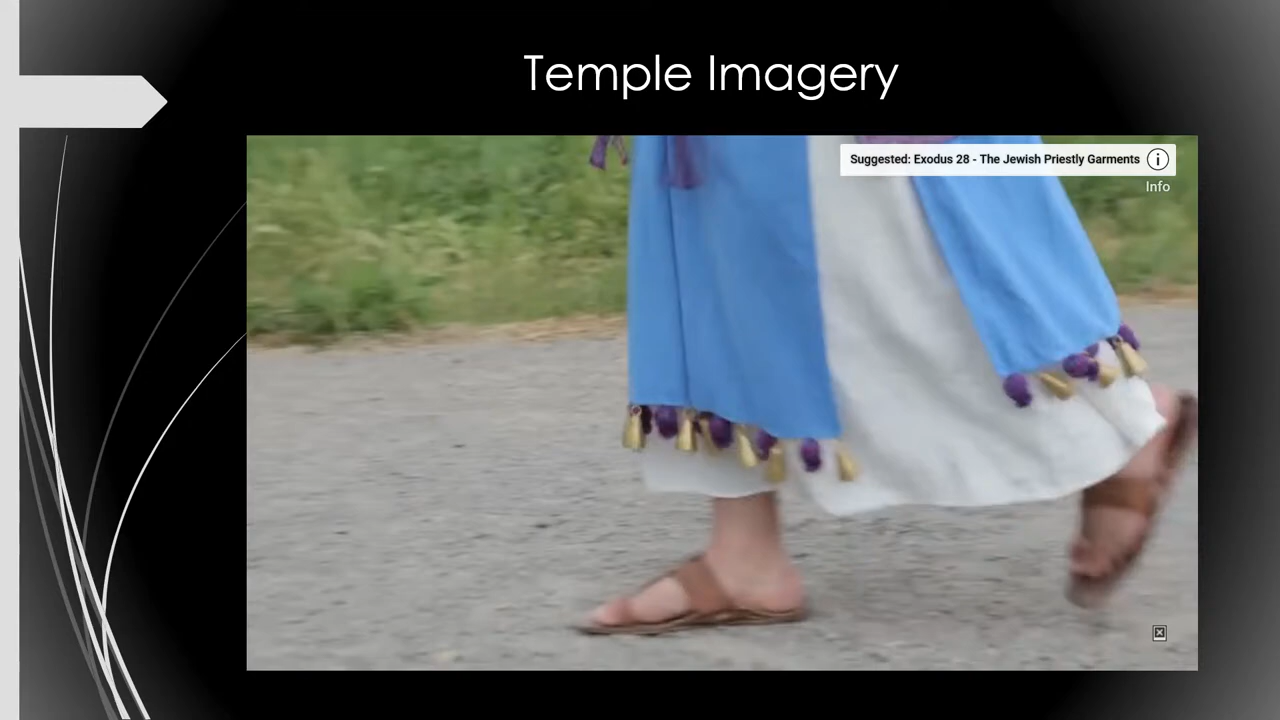 Temple Imagery
Suggested: Exodus 28 - The Jewish Priestly Garments
Info